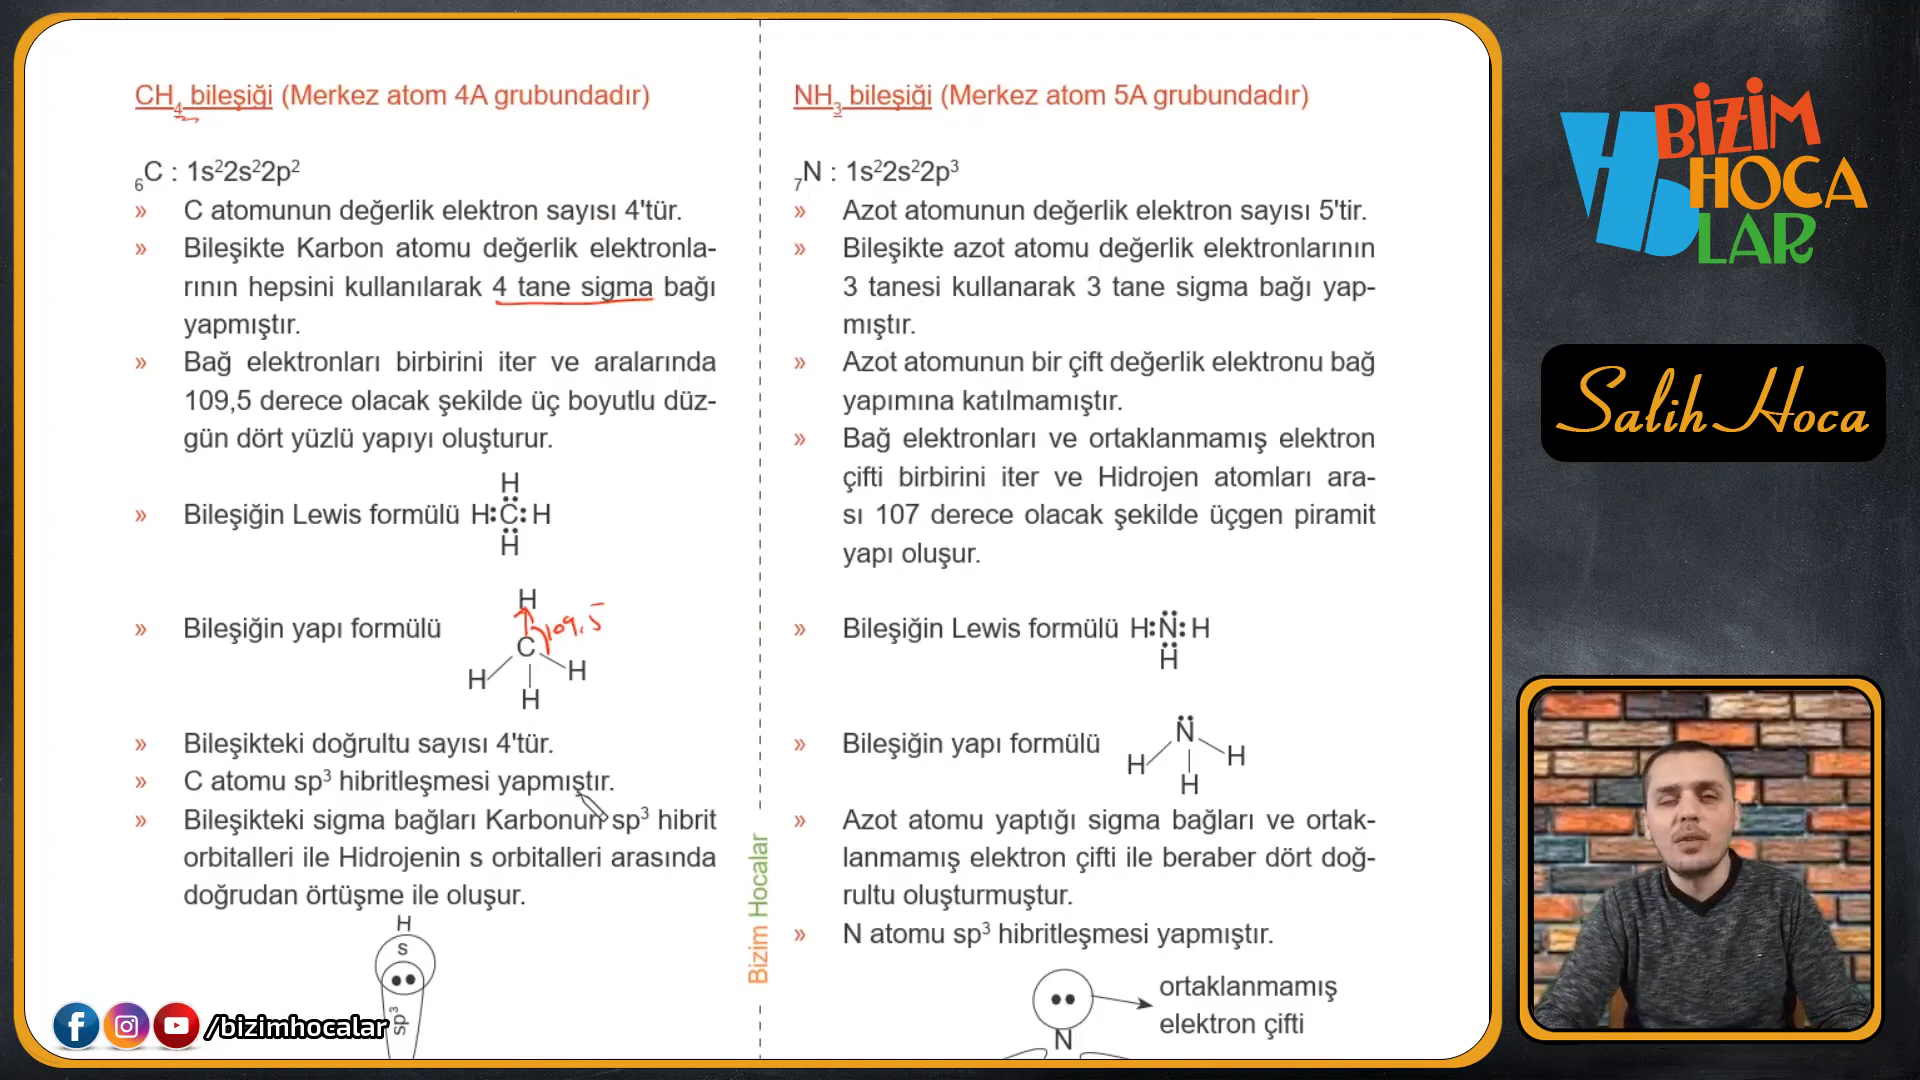 CH4 bileşiği (Merkez atom 4A grubundadır)
6C : 1s²2s²2p²
» C atomunun değerlik elektron sayısı 4'tür.
» Bileşikte Karbon atomu değerlik elektronla-
rının hepsini kullanılarak 4 tane sigma bağı
yapmıştır.
» Bağ elektronları birbirini iter ve aralarında
109,5 derece olacak şekilde üç boyutlu düz-
gün dört yüzlü yapıyı oluşturur.
H
» Bileşiğin Lewis formülü H:C:H
H
H
109,5
» Bileşiğin yapı formülü
C
H H
H
» Bileşikteki doğrultu sayısı 4'tür.
» C atomu sp³ hibritleşmesi yapmıştır.
» Bileşikteki sigma bağları Karbonun sp³ hibrit
orbitalleri ile Hidrojenin s orbitalleri arasında
doğrudan örtüşme ile oluşur.
H
s
sp³
/bizimhocalar
Bizim Hocalar
NH3 bileşiği (Merkez atom 5A grubundadır)
7N : 1s²2s²2p³
» Azot atomunun değerlik elektron sayısı 5'tir.
» Bileşikte azot atomu değerlik elektronlarının
3 tanesi kullanarak 3 tane sigma bağı yap-
mıştır.
» Azot atomunun bir çift değerlik elektronu bağ
yapımına katılmamıştır.
» Bağ elektronları ve ortaklanmamış elektron
çifti birbirini iter ve Hidrojen atomları ara-
sı 107 derece olacak şekilde üçgen piramit
yapı oluşur.
» Bileşiğin Lewis formülü H:N:H
H
» Bileşiğin yapı formülü
N
H H
H
» Azot atomu yaptığı sigma bağları ve ortak-
lanmamış elektron çifti ile beraber dört doğ-
rultu oluşturmuştur.
» N atomu sp³ hibritleşmesi yapmıştır.
ortaklanmamış
elektron çifti
N
BİZİM
HOCA
LAR
Salih Hoca